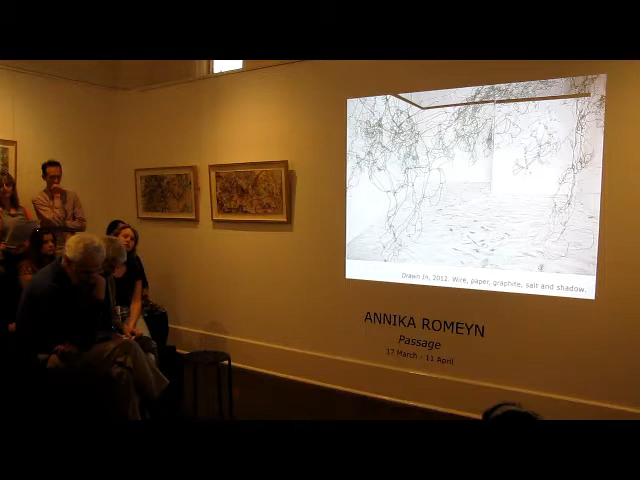 Drawn In, 2012. Wire, paper, graphite, salt and shadow.
ANNIKA ROMEYN
Passage
17 March - 11 April